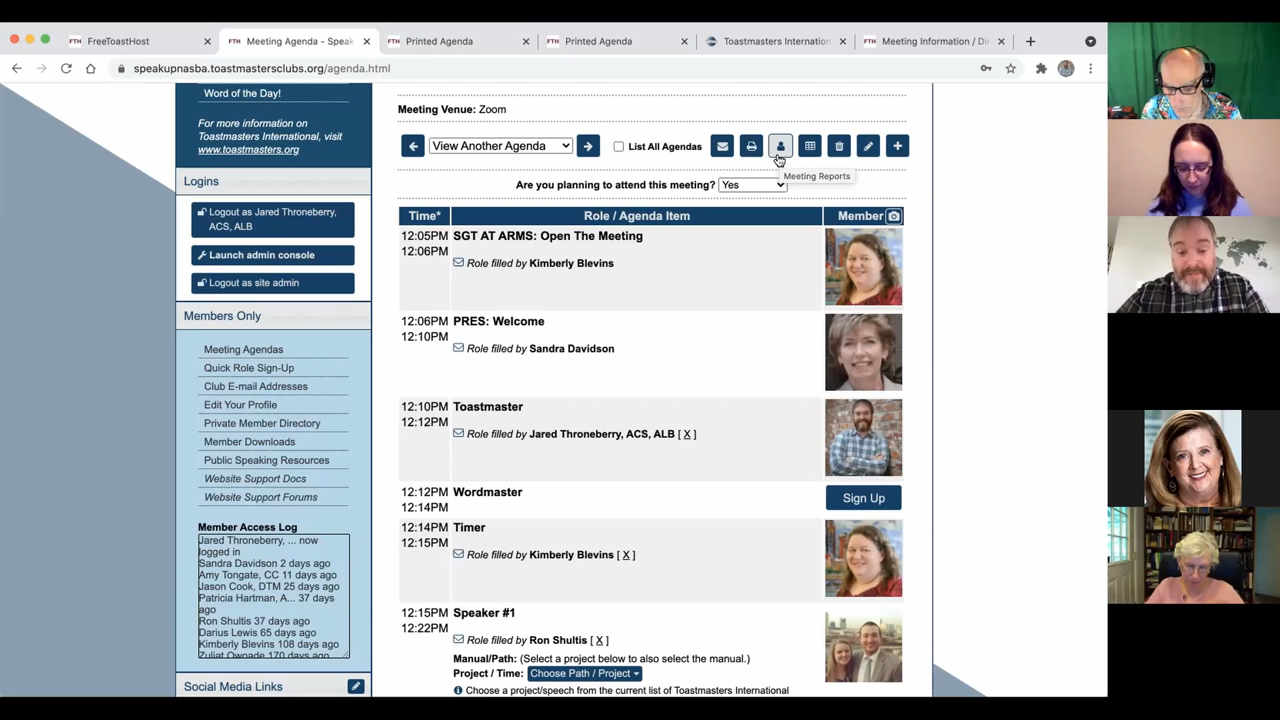 FreeToastHost
Meeting Agenda - Speak
Printed Agenda
Printed Agenda
Toastmasters Internation
Meeting Information / Di
speakupnasba.toastmastersclubs.org/agenda.html
Word of the Day!
For more information on
Toastmasters International, visit
www.toastmasters.org
Logins
Logout as Jared Throneberry,
ACS, ALB
Launch admin console
Logout as site admin
Members Only
Meeting Agendas
Quick Role Sign-Up
Club E-mail Addresses
Edit Your Profile
Private Member Directory
Member Downloads
Public Speaking Resources
Website Support Docs
Website Support Forums
Member Access Log
Jared Throneberry, ... now
logged in
Sandra Davidson 2 days ago
Amy Tongate, CC 11 days ago
Jason Cook, DTM 25 days ago
Patricia Hartman, A... 37 days
ago
Ron Shultis 37 days ago
Darius Lewis 65 days ago
Kimberly Blevins 108 days ago
Zuliat Owoade 170 days ago
Social Media Links
Meeting Venue: Zoom
View Another Agenda
List All Agendas
Meeting Reports
Are you planning to attend this meeting? Yes
Time* Role / Agenda Item Member
12:05PM SGT AT ARMS: Open The Meeting
12:06PM
Role filled by Kimberly Blevins
12:06PM PRES: Welcome
12:10PM
Role filled by Sandra Davidson
12:10PM Toastmaster
12:12PM
Role filled by Jared Throneberry, ACS, ALB [ X ]
12:12PM Wordmaster Sign Up
12:14PM
12:14PM Timer
12:15PM
Role filled by Kimberly Blevins [ X ]
12:15PM Speaker #1
12:22PM
Role filled by Ron Shultis [ X ]
Manual/Path: (Select a project below to also select the manual.)
Project / Time: Choose Path / Project
Choose a project/speech from the current list of Toastmasters International